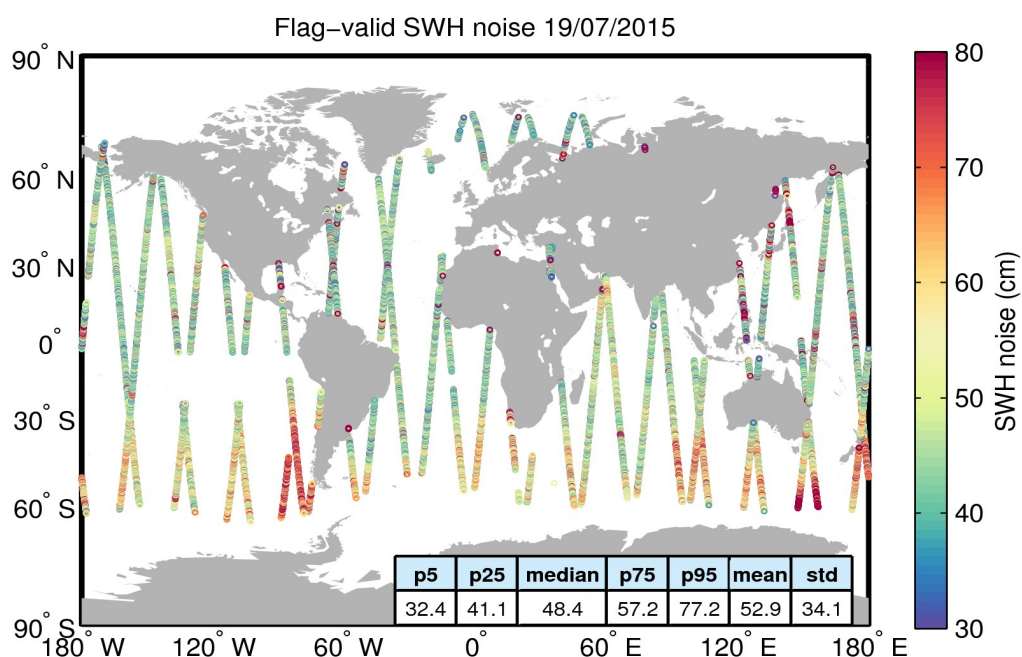 Flag−valid SWH noise 19/07/2015
90° N
60° N
30° N
0°
30° S
60° S
90° S
180° W
120° W
60° W
0°
60° E
120° E
180° E
p5 p25 median p75 p95 mean std
32.4 41.1 48.4 57.2 77.2 52.9 34.1
80
70
60
50
40
30
SWH noise (cm)